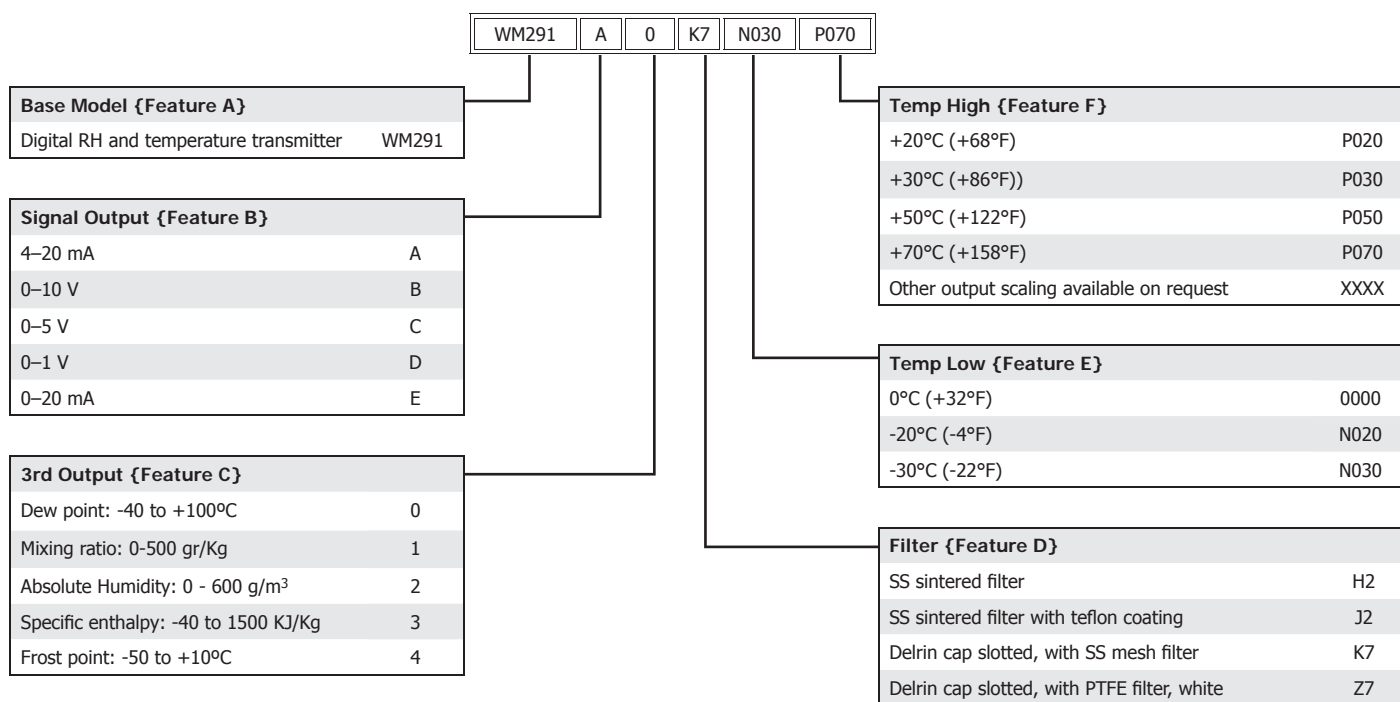 WM291 A 0 K7 N030 P070
Base Model {Feature A}
Digital RH and temperature transmitter WM291
Signal Output {Feature B}
4–20 mA A
0–10 V B
0–5 V C
0–1 V D
0–20 mA E
3rd Output {Feature C}
Dew point: -40 to +100ºC 0
Mixing ratio: 0-500 gr/Kg 1
Absolute Humidity: 0 - 600 g/m³ 2
Specific enthalpy: -40 to 1500 KJ/Kg 3
Frost point: -50 to +10ºC 4
Temp High {Feature F}
+20°C (+68°F) P020
+30°C (+86°F)) P030
+50°C (+122°F) P050
+70°C (+158°F) P070
Other output scaling available on request XXXX
Temp Low {Feature E}
0°C (+32°F) 0000
-20°C (-4°F) N020
-30°C (-22°F) N030
Filter {Feature D}
SS sintered filter H2
SS sintered filter with teflon coating J2
Delrin cap slotted, with SS mesh filter K7
Delrin cap slotted, with PTFE filter, white Z7